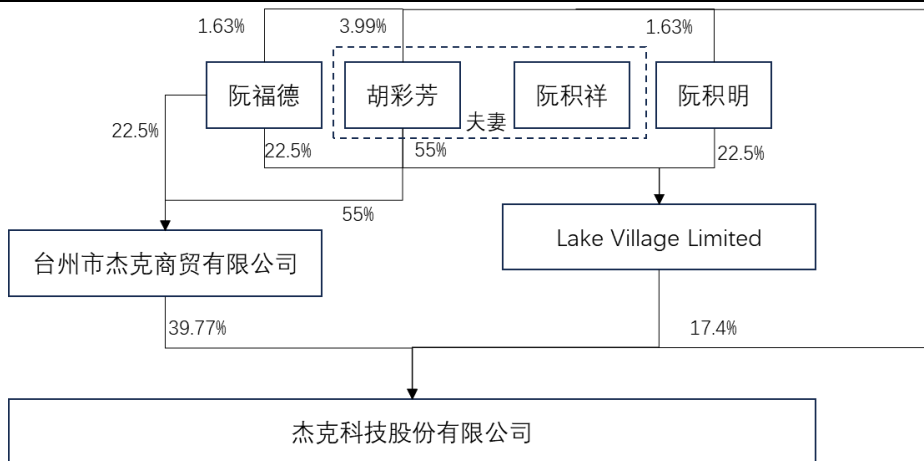 1.63% 3.99% 1.63%
阮福德 胡彩芳 阮积祥 阮积明
夫妻
22.5% 22.5% 55% 22.5%
55%
台州市杰克商贸有限公司 Lake Village Limited
39.77% 17.4%
杰克科技股份有限公司